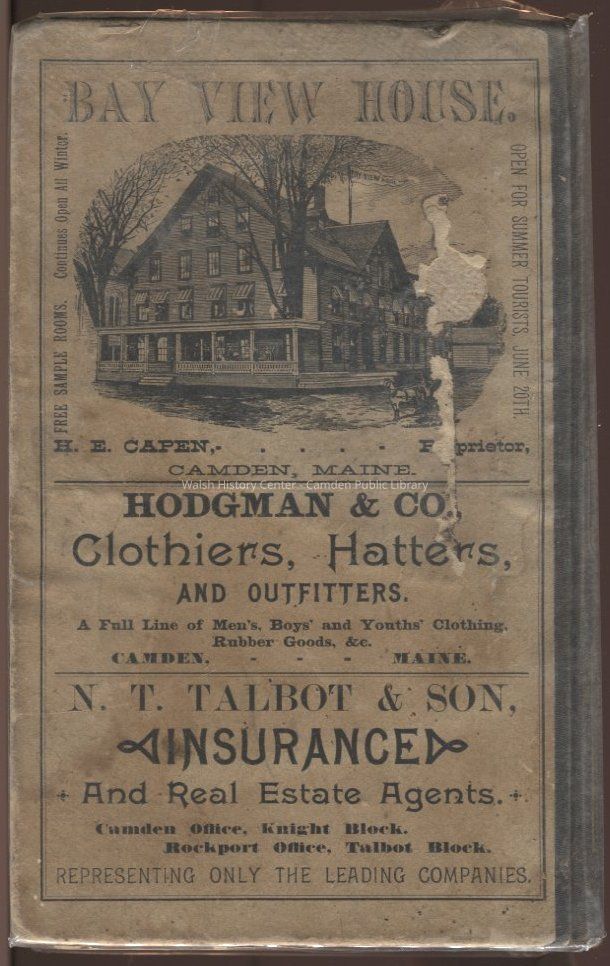 BAY VIEW HOUSE.
FREE SAMPLE ROOMS. Continues Open All Winter.
OPEN FOR SUMMER TOURISTS, JUNE 20TH.
H. E. CAPEN,- . . . . - P prietor,
CAMDEN, MAINE.
Walsh History Center - Camden Public Library
HODGMAN & CO.,
Clothiers, Hatters,
AND OUTFITTERS.
A Full Line of Men's, Boys' and Youths' Clothing,
Rubber Goods, &c.
CAMDEN, - - - MAINE.
N. T. TALBOT & SON,
INSURANCE
And Real Estate Agents.
Camden Office, Knight Block.
Rockport Office, Talbot Block.
REPRESENTING ONLY THE LEADING COMPANIES.